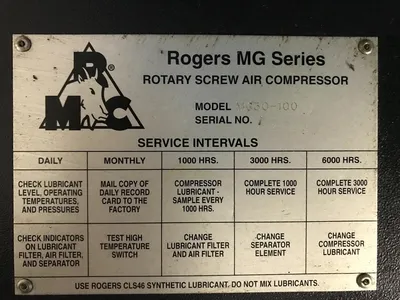 R ®
M C
Rogers MG Series
ROTARY SCREW AIR COMPRESSOR
MODEL
SERIAL NO.
SERVICE INTERVALS
DAILY
MONTHLY
1000 HRS.
3000 HRS.
6000 HRS.
CHECK LUBRICANT
LEVEL, OPERATING
TEMPERATURES,
AND PRESSURES
MAIL COPY OF
DAILY RECORD
CARD TO THE
FACTORY
COMPRESSOR
LUBRICANT -
SAMPLE EVERY
1000 HRS.
COMPLETE 1000
HOUR SERVICE
COMPLETE 3000
HOUR SERVICE
CHECK INDICATORS
ON LUBRICANT
FILTER, AIR FILTER,
AND SEPARATOR
TEST HIGH
TEMPERATURE
SWITCH
CHANGE
LUBRICANT FILTER
AND AIR FILTER
CHANGE
SEPARATOR
ELEMENT
CHANGE
COMPRESSOR
LUBRICANT
USE ROGERS CLS46 SYNTHETIC LUBRICANT. DO NOT MIX LUBRICANTS.